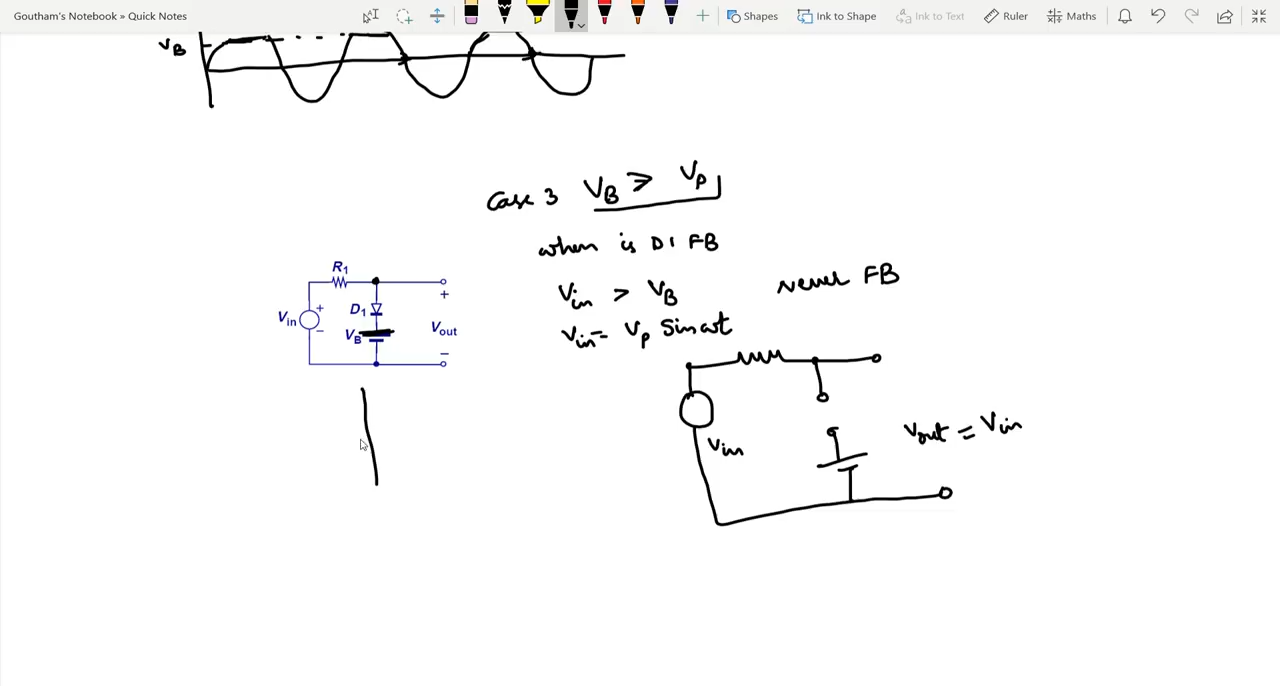 Goutham's Notebook » Quick Notes
Shapes
Ink to Shape
Ink to Text
Ruler
Maths
VB
Case 3 VB > Vp
when is D1 FB
Vin > VB
never FB
Vin = Vp Sinωt
R1
D1
Vin
+
−
VB
+
Vout
−
Vin
Vout = Vin